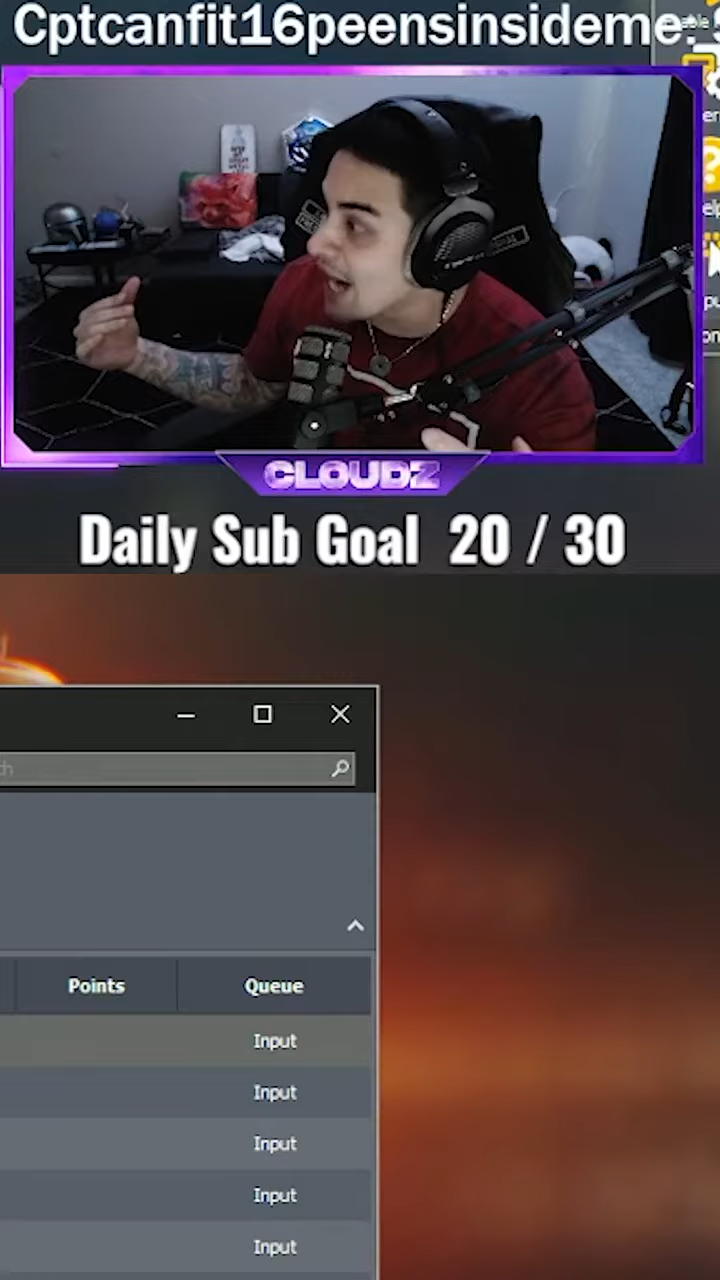 Cptcanfit16peensinsideme:
CLOUDZ
Daily Sub Goal 20 / 30
Points Queue
Input
Input
Input
Input
Input